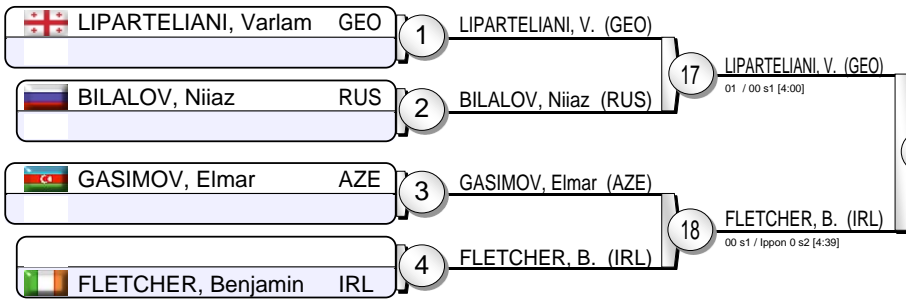 LIPARTELIANI, Varlam GEO
1
LIPARTELIANI, V. (GEO)
17
LIPARTELIANI, V. (GEO)
01 / 00 s1 [4:00]
BILALOV, Niiaz RUS
2
BILALOV, Niiaz (RUS)
GASIMOV, Elmar AZE
3
GASIMOV, Elmar (AZE)
18
FLETCHER, B. (IRL)
00 s1 / Ippon 0 s2 [4:39]
4
FLETCHER, B. (IRL)
FLETCHER, Benjamin IRL